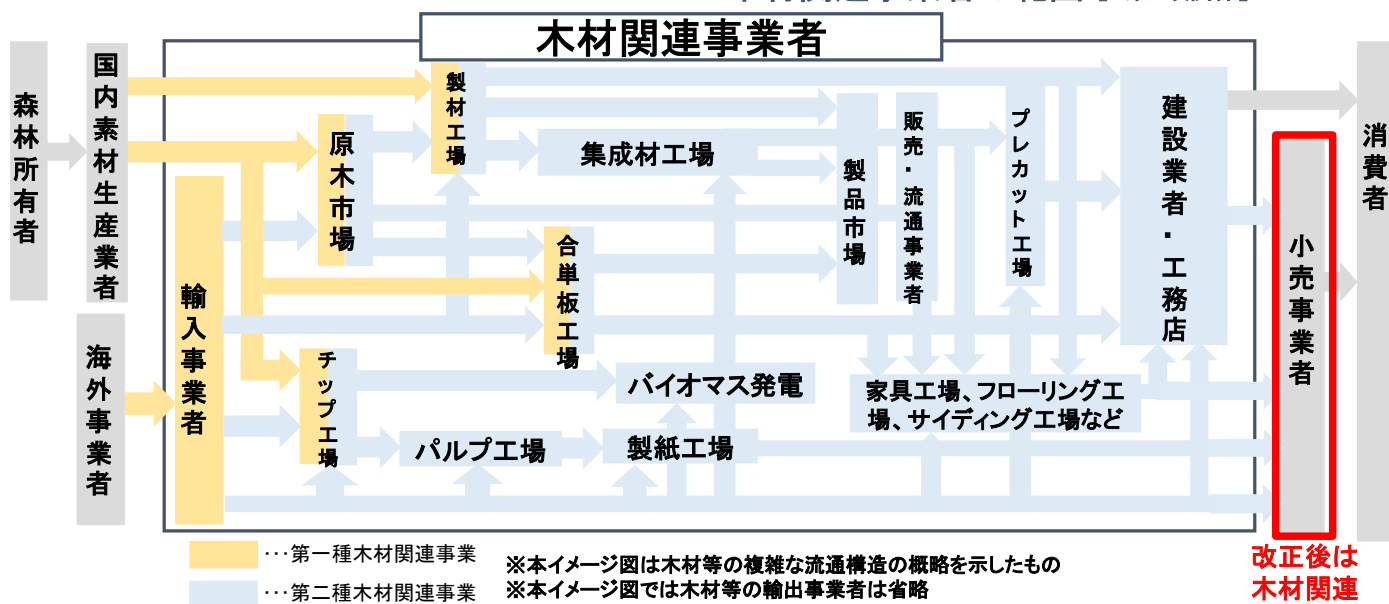 木材関連事業者
森林所有者
国内素材生産業者
海外事業者
輸入事業者
原木市場
製材工場
集成材工場
合単板工場
チップ工場
バイオマス発電
パルプ工場
製紙工場
製品市場
販売・流通事業者
プレカット工場
家具工場、フローリング工
場、サイディング工場など
建設業者・工務店
小売事業者
消費者
･･･第一種木材関連事業
･･･第二種木材関連事業
※本イメージ図は木材等の複雑な流通構造の概略を示したもの
※本イメージ図では木材等の輸出事業者は省略
改正後は
木材関連